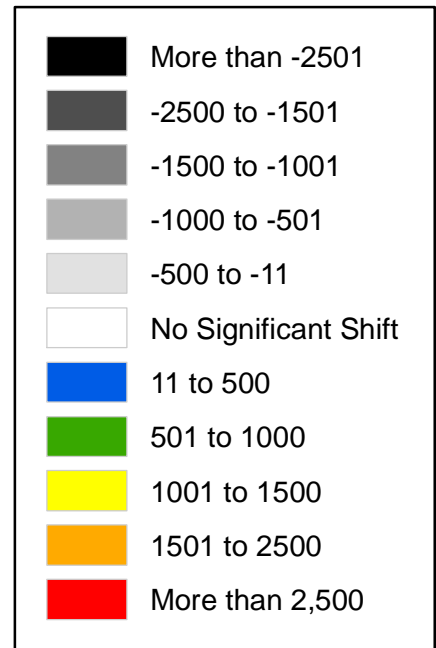 More than -2501
-2500 to -1501
-1500 to -1001
-1000 to -501
-500 to -11
No Significant Shift
11 to 500
501 to 1000
1001 to 1500
1501 to 2500
More than 2,500